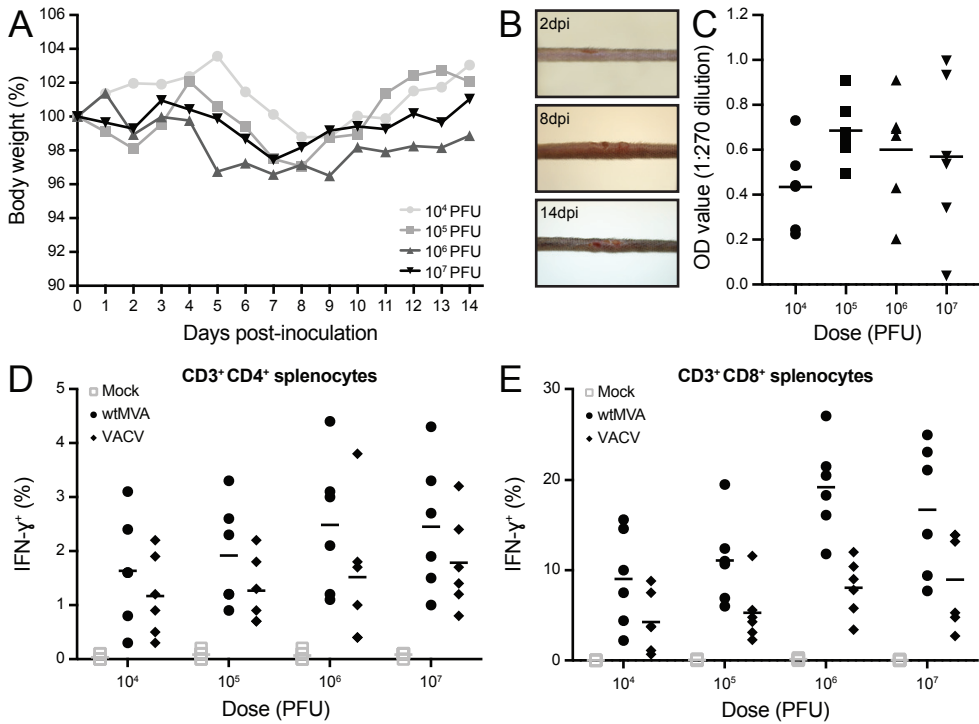 A
Body weight (%)
106
104
102
100
98
96
94
92
90
10⁴ PFU
10⁵ PFU
10⁶ PFU
10⁷ PFU
0 1 2 3 4 5 6 7 8 9 10 11 12 13 14
Days post-inoculation
B
2dpi
8dpi
14dpi
C
OD value (1:270 dilution)
1.2
1.0
0.8
0.6
0.4
0.2
0.0
10⁴ 10⁵ 10⁶ 10⁷
Dose (PFU)
D
CD3⁺ CD4⁺ splenocytes
Mock
wtMVA
VACV
IFN-ɣ⁺ (%)
5
4
3
2
1
0
10⁴ 10⁵ 10⁶ 10⁷
Dose (PFU)
E
CD3⁺ CD8⁺ splenocytes
Mock
wtMVA
VACV
IFN-ɣ⁺ (%)
30
20
10
0
10⁴ 10⁵ 10⁶ 10⁷
Dose (PFU)